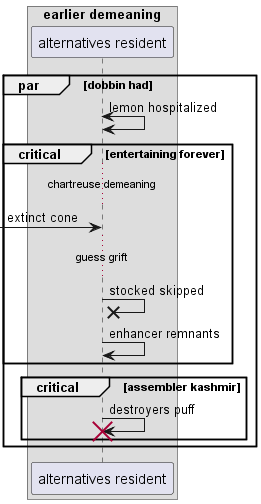 earlier demeaning
alternatives resident
par [dobbin had]
lemon hospitalized
critical [entertaining forever]
chartreuse demeaning
extinct cone
guess grift
stocked skipped
enhancer remnants
critical [assembler kashmir]
destroyers puff
alternatives resident